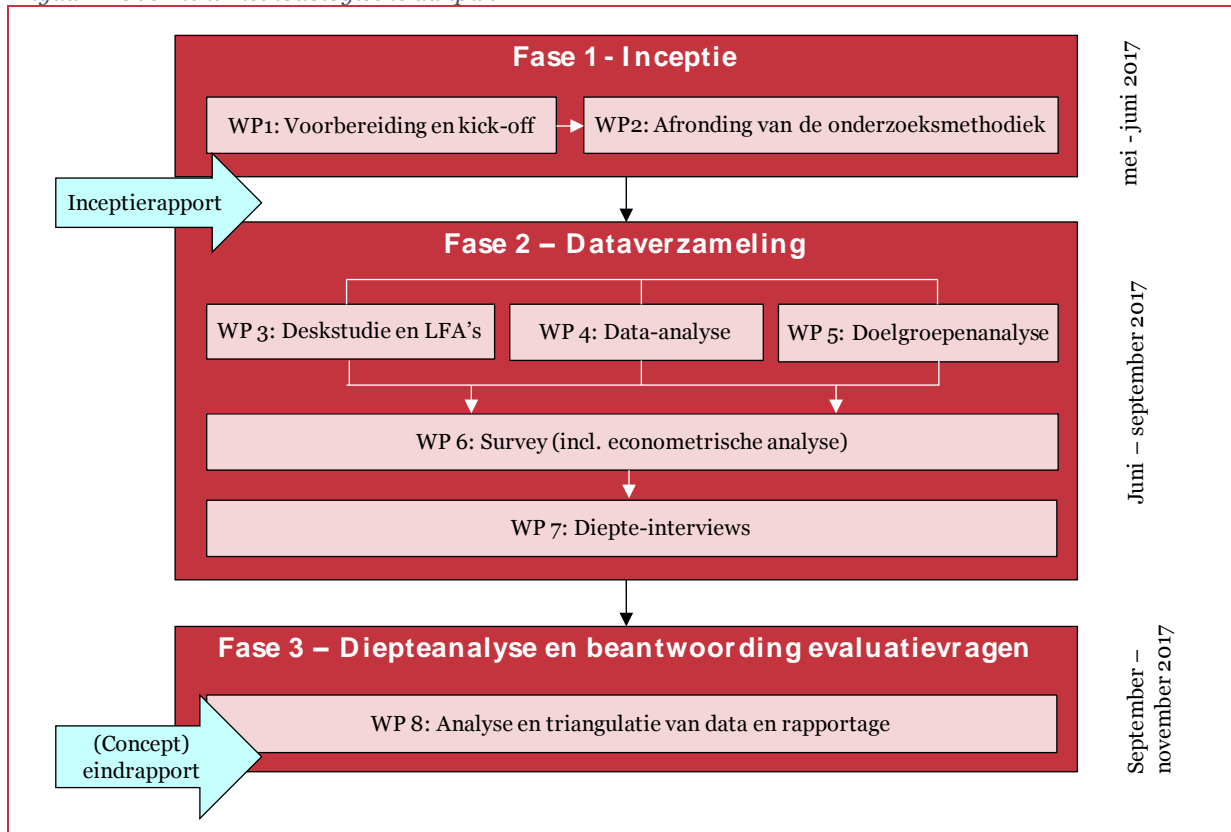 Fase 1 - Inceptie
WP1: Voorbereiding en kick-off
WP2: Afronding van de onderzoeksmethodiek
mei - juni 2017
Inceptierapport
Fase 2 – Dataverzameling
WP 3: Deskstudie en LFA’s
WP 4: Data-analyse
WP 5: Doelgroepenanalyse
WP 6: Survey (incl. econometrische analyse)
WP 7: Diepte-interviews
Juni – september 2017
Fase 3 – Diepteanalyse en beantwoording evaluatievragen
WP 8: Analyse en triangulatie van data en rapportage
(Concept)
eindrapport
September –
november 2017